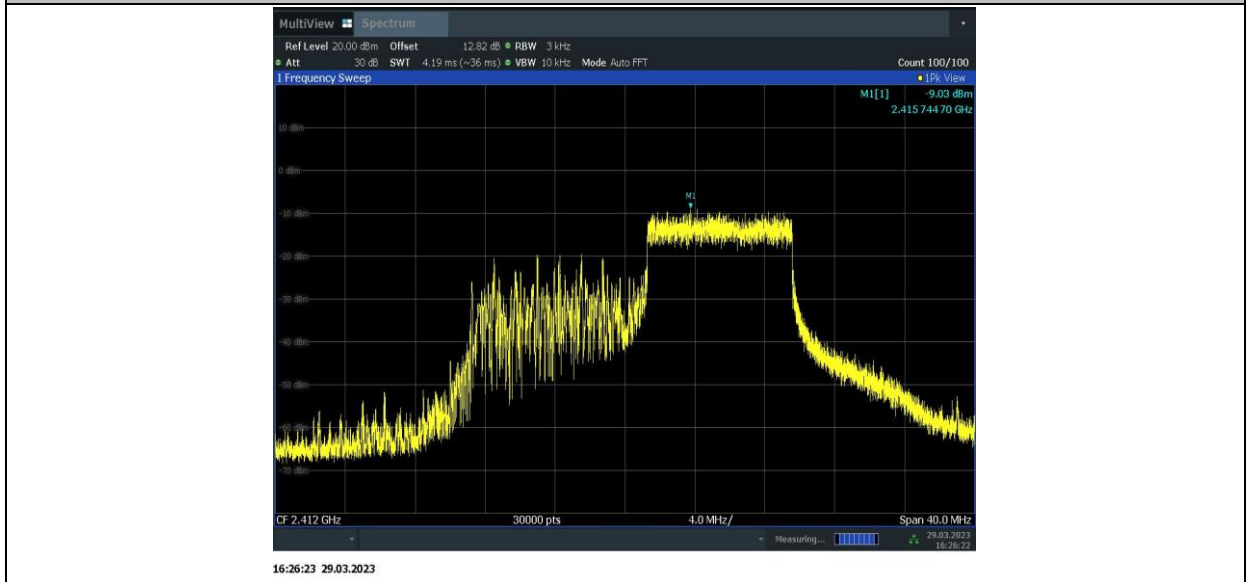 MultiView Spectrum
Ref Level 20.00 dBm Offset 12.82 dB RBW 3 kHz
Att 30 dB SWT 4.19 ms (~36 ms) VBW 10 kHz Mode Auto FFT Count 100/100
1 Frequency Sweep 1Pk View
M1[1] -9.03 dBm
2.415 744 70 GHz
10 dBm
0 dBm
M1
-10 dBm
-20 dBm
-30 dBm
-40 dBm
-50 dBm
-60 dBm
-70 dBm
CF 2.412 GHz 30000 pts 4.0 MHz/ Span 40.0 MHz
Measuring... 29.03.2023
16:26:22
16:26:23 29.03.2023